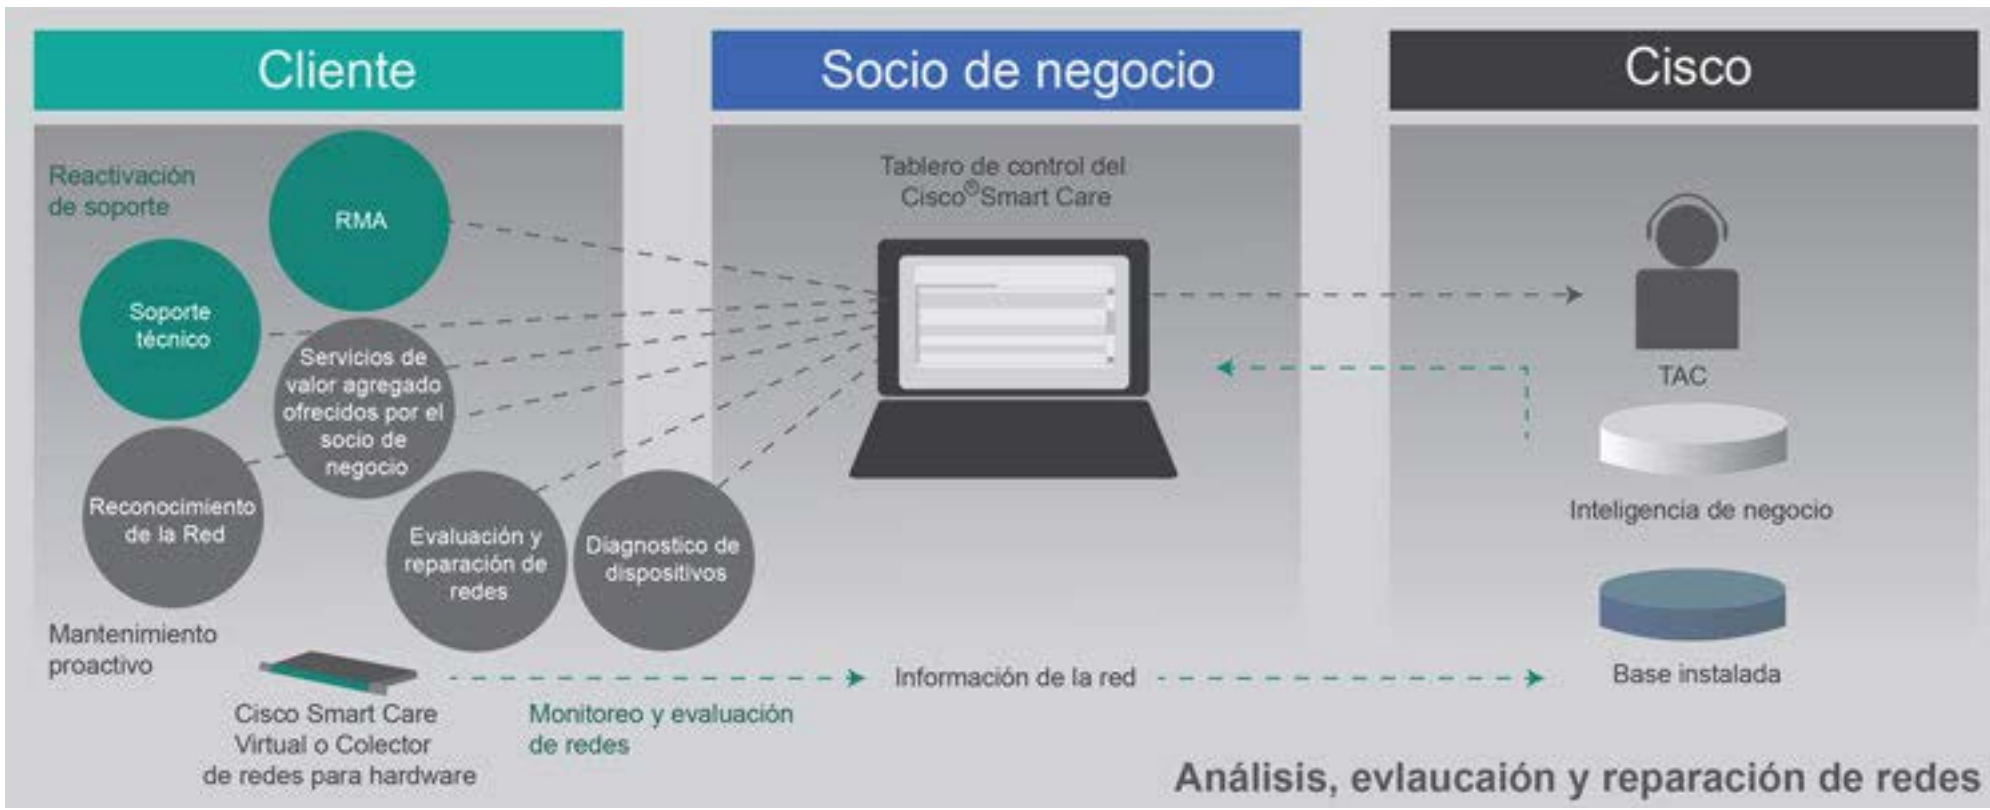 Cliente
Socio de negocio
Cisco
Reactivación
de soporte
RMA
Soporte
técnico
Servicios de
valor agregado
ofrecidos por el
socio de
negocio
Reconocimiento
de la Red
Evaluación y
reparación de
redes
Diagnostico de
dispositivos
Mantenimiento
proactivo
Cisco Smart Care
Virtual o Colector
de redes para hardware
Monitoreo y evaluación
de redes
Tablero de control del
Cisco®Smart Care
Información de la red
TAC
Inteligencia de negocio
Base instalada
Análisis, evlaucaión y reparación de redes